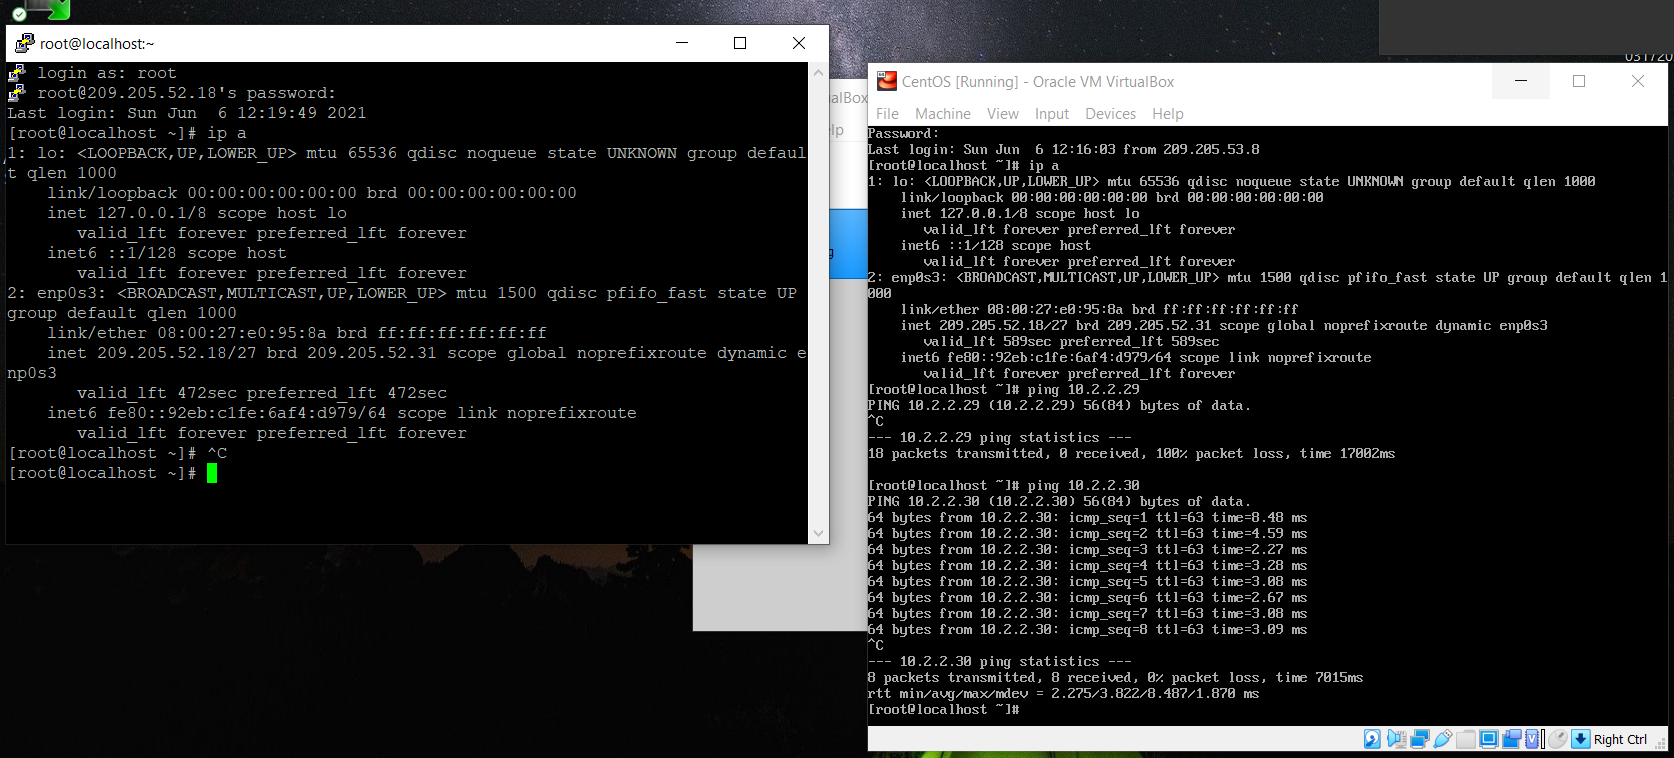 root@localhost:~
login as: root
root@209.205.52.18's password:
Last login: Sun Jun  6 12:19:49 2021
[root@localhost ~]# ip a
1: lo: <LOOPBACK,UP,LOWER_UP> mtu 65536 qdisc noqueue state UNKNOWN group defaul
t qlen 1000
    link/loopback 00:00:00:00:00:00 brd 00:00:00:00:00:00
    inet 127.0.0.1/8 scope host lo
       valid_lft forever preferred_lft forever
    inet6 ::1/128 scope host
       valid_lft forever preferred_lft forever
2: enp0s3: <BROADCAST,MULTICAST,UP,LOWER_UP> mtu 1500 qdisc pfifo_fast state UP
group default qlen 1000
    link/ether 08:00:27:e0:95:8a brd ff:ff:ff:ff:ff:ff
    inet 209.205.52.18/27 brd 209.205.52.31 scope global noprefixroute dynamic e
np0s3
       valid_lft 472sec preferred_lft 472sec
    inet6 fe80::92eb:c1fe:6af4:d979/64 scope link noprefixroute
       valid_lft forever preferred_lft forever
[root@localhost ~]# ^C
[root@localhost ~]#
ualBox
elp
CentOS [Running] - Oracle VM VirtualBox
File Machine View Input Devices Help
Password:
Last login: Sun Jun  6 12:16:03 from 209.205.53.8
[root@localhost ~]# ip a
1: lo: <LOOPBACK,UP,LOWER_UP> mtu 65536 qdisc noqueue state UNKNOWN group default qlen 1000
    link/loopback 00:00:00:00:00:00 brd 00:00:00:00:00:00
    inet 127.0.0.1/8 scope host lo
       valid_lft forever preferred_lft forever
    inet6 ::1/128 scope host
       valid_lft forever preferred_lft forever
2: enp0s3: <BROADCAST,MULTICAST,UP,LOWER_UP> mtu 1500 qdisc pfifo_fast state UP group default qlen 1
000
    link/ether 08:00:27:e0:95:8a brd ff:ff:ff:ff:ff:ff
    inet 209.205.52.18/27 brd 209.205.52.31 scope global noprefixroute dynamic enp0s3
       valid_lft 589sec preferred_lft 589sec
    inet6 fe80::92eb:c1fe:6af4:d979/64 scope link noprefixroute
       valid_lft forever preferred_lft forever
[root@localhost ~]# ping 10.2.2.29
PING 10.2.2.29 (10.2.2.29) 56(84) bytes of data.
^C
--- 10.2.2.29 ping statistics ---
18 packets transmitted, 0 received, 100% packet loss, time 17002ms
[root@localhost ~]# ping 10.2.2.30
PING 10.2.2.30 (10.2.2.30) 56(84) bytes of data.
64 bytes from 10.2.2.30: icmp_seq=1 ttl=63 time=8.48 ms
64 bytes from 10.2.2.30: icmp_seq=2 ttl=63 time=4.59 ms
64 bytes from 10.2.2.30: icmp_seq=3 ttl=63 time=2.27 ms
64 bytes from 10.2.2.30: icmp_seq=4 ttl=63 time=3.28 ms
64 bytes from 10.2.2.30: icmp_seq=5 ttl=63 time=3.08 ms
64 bytes from 10.2.2.30: icmp_seq=6 ttl=63 time=2.67 ms
64 bytes from 10.2.2.30: icmp_seq=7 ttl=63 time=3.08 ms
64 bytes from 10.2.2.30: icmp_seq=8 ttl=63 time=3.09 ms
^C
--- 10.2.2.30 ping statistics ---
8 packets transmitted, 8 received, 0% packet loss, time 7015ms
rtt min/avg/max/mdev = 2.275/3.822/8.487/1.870 ms
[root@localhost ~]#
Right Ctrl